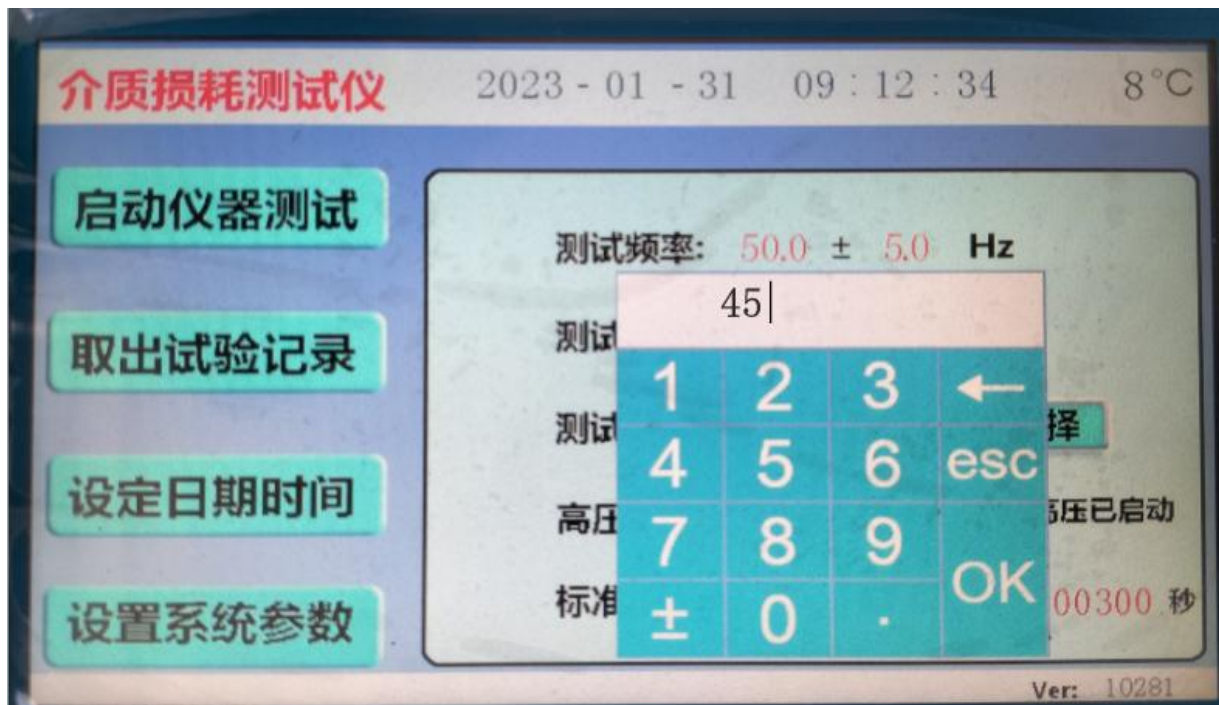 介质损耗测试仪 2023 - 01 - 31 09 : 12 : 34 8°C
启动仪器测试
测试频率: 50.0 ± 5.0 Hz
45
取出试验记录
测试
1 2 3 ←
测试 择
4 5 6 esc
设定日期时间
高压 高压已启动
7 8 9 OK
设置系统参数
标准 00300 秒
± 0 .
Ver: 10281